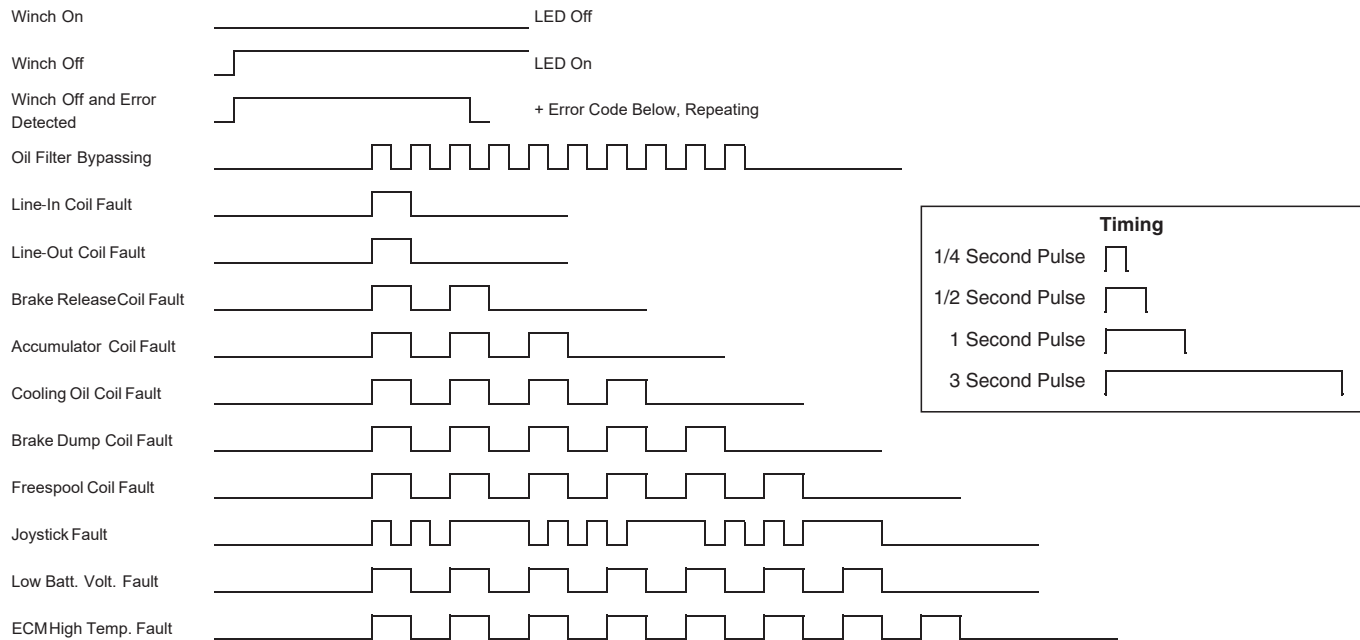 Winch On
LED Off
Winch Off
LED On
Winch Off and Error
Detected
+ Error Code Below, Repeating
Oil Filter Bypassing
Line-In Coil Fault
Line-Out Coil Fault
Brake ReleaseCoil Fault
Accumulator Coil Fault
Cooling Oil Coil Fault
Brake Dump Coil Fault
Freespool Coil Fault
Joystick Fault
Low Batt. Volt. Fault
ECMHigh Temp. Fault
Timing
1/4 Second Pulse
1/2 Second Pulse
1 Second Pulse
3 Second Pulse